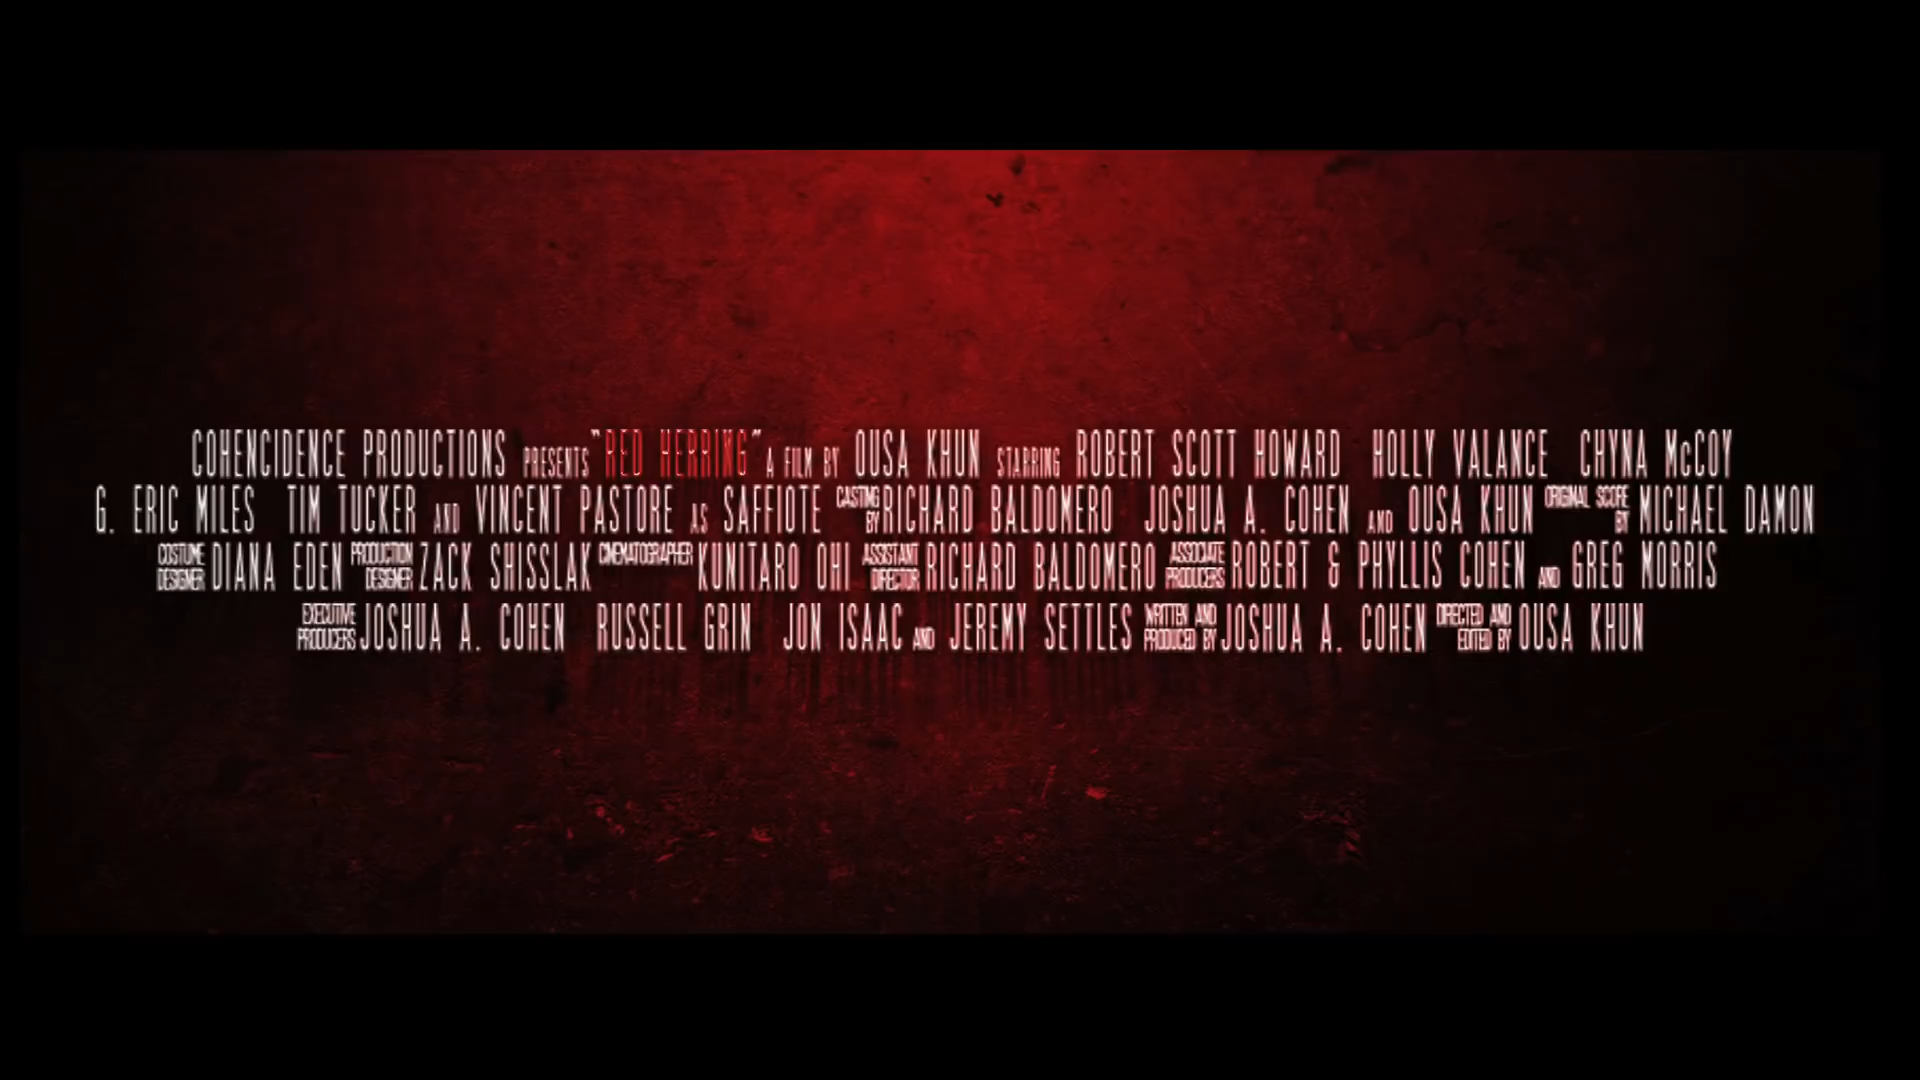 COHENCIDENCE PRODUCTIONS PRESENTS "RED HERRING" A FILM BY OUSA KHUN STARRING ROBERT SCOTT HOWARD HOLLY VALANCE CHYNA McCOY
G. ERIC MILES TIM TUCKER AND VINCENT PASTORE AS SAFFIOTE CASTING BY RICHARD BALDOMERO JOSHUA A. COHEN AND OUSA KHUN ORIGINAL SCORE BY MICHAEL DAMON
COSTUME DESIGNER DIANA EDEN PRODUCTION DESIGNER ZACK SHISSLAK CINEMATOGRAPHER KUNITARO OHI ASSISTANT DIRECTOR RICHARD BALDOMERO ASSOCIATE PRODUCERS ROBERT & PHYLLIS COHEN AND GREG MORRIS
EXECUTIVE PRODUCERS JOSHUA A. COHEN RUSSELL GRIN JON ISAAC AND JEREMY SETTLES WRITTEN AND PRODUCED BY JOSHUA A. COHEN DIRECTED AND EDITED BY OUSA KHUN